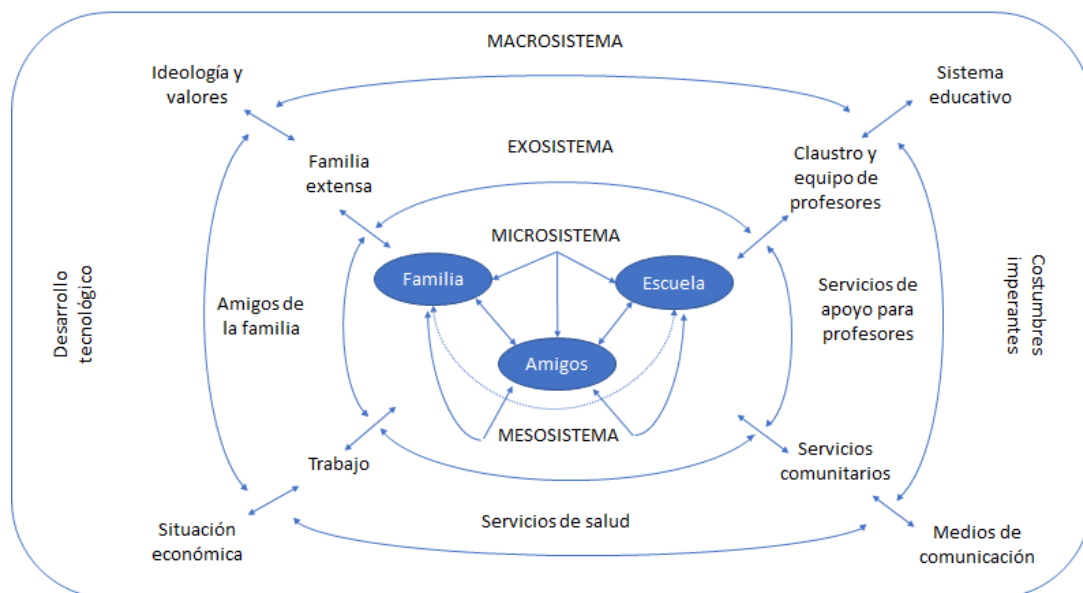 MACROSISTEMA
Ideología y
valores
Sistema
educativo
EXOSISTEMA
Familia
extensa
Claustro y
equipo de
profesores
MICROSISTEMA
Familia
Escuela
Desarrollo
tecnológico
Amigos de
la familia
Servicios de
apoyo para
profesores
Costumbres
imperantes
Amigos
MESOSISTEMA
Trabajo
Servicios
comunitarios
Situación
económica
Servicios de salud
Medios de
comunicación